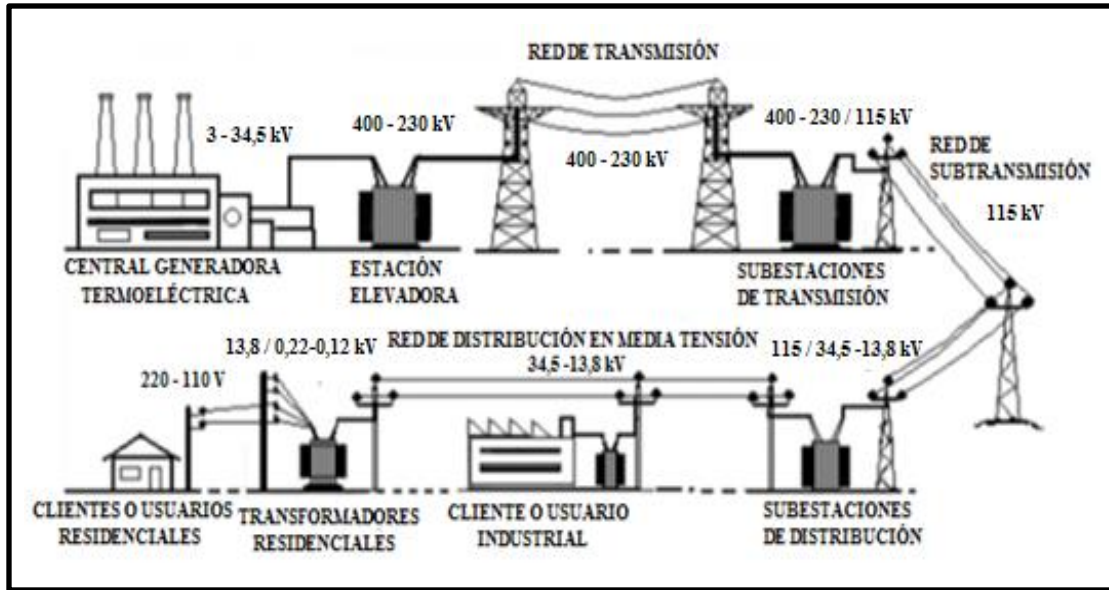 RED DE TRANSMISIÓN
3 - 34,5 kV
400 - 230 kV
400 - 230 kV
400 - 230 / 115 kV
RED DE
SUBTRANSMISIÓN
115 kV
CENTRAL GENERADORA
TERMOELÉCTRICA
ESTACIÓN
ELEVADORA
SUBESTACIONES
DE TRANSMISIÓN
RED DE DISTRIBUCIÓN EN MEDIA TENSIÓN
34,5 -13,8 kV
13,8 / 0,22-0,12 kV
115 / 34,5 -13,8 kV
220 - 110 V
CLIENTES O USUARIOS
RESIDENCIALES
TRANSFORMADORES
RESIDENCIALES
CLIENTE O USUARIO
INDUSTRIAL
SUBESTACIONES
DE DISTRIBUCIÓN